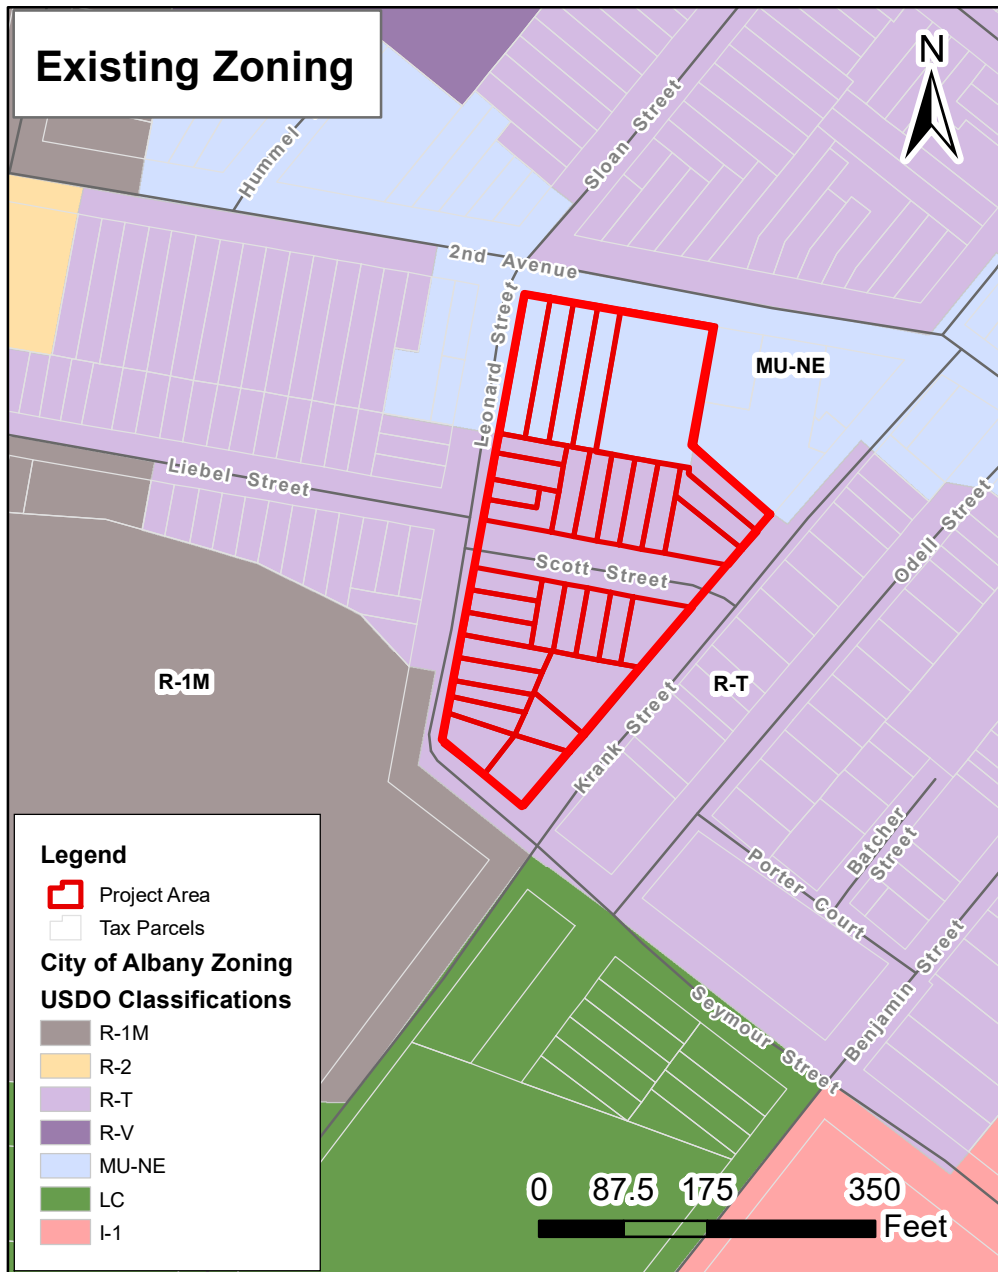 Existing Zoning
N
Hummel
Sloan Street
2nd Avenue
Leonard Street
MU-NE
Liebel Street
Odell Street
Scott Street
R-1M
R-T
Krank Street
Batcher
Street
Porter Court
Benjamin Street
Seymour Street
Legend
Project Area
Tax Parcels
City of Albany Zoning
USDO Classifications
R-1M
R-2
R-T
R-V
MU-NE
LC
I-1
0 87.5 175 350
Feet